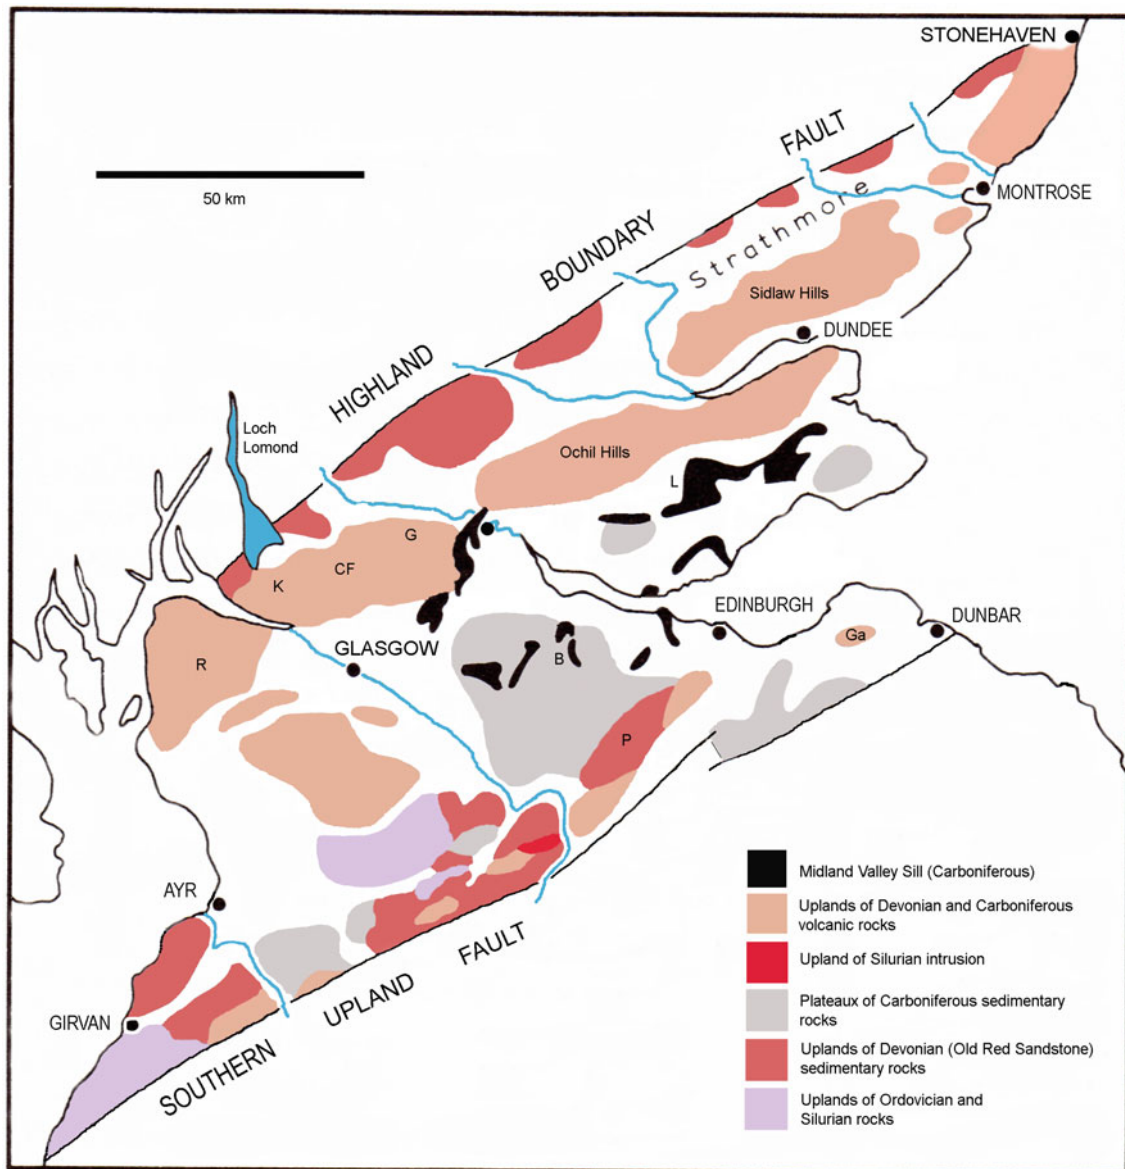 STONEHAVEN
FAULT
50 km
MONTROSE
Strathmore
BOUNDARY
Sidlaw Hills
DUNDEE
HIGHLAND
Loch
Lomond
Ochil Hills
L
G
CF
K
EDINBURGH
DUNBAR
Ga
GLASGOW
R
B
P
AYR
FAULT
UPLAND
GIRVAN
SOUTHERN
Midland Valley Sill (Carboniferous)
Uplands of Devonian and Carboniferous
volcanic rocks
Upland of Silurian intrusion
Plateaux of Carboniferous sedimentary
rocks
Uplands of Devonian (Old Red Sandstone)
sedimentary rocks
Uplands of Ordovician and
Silurian rocks